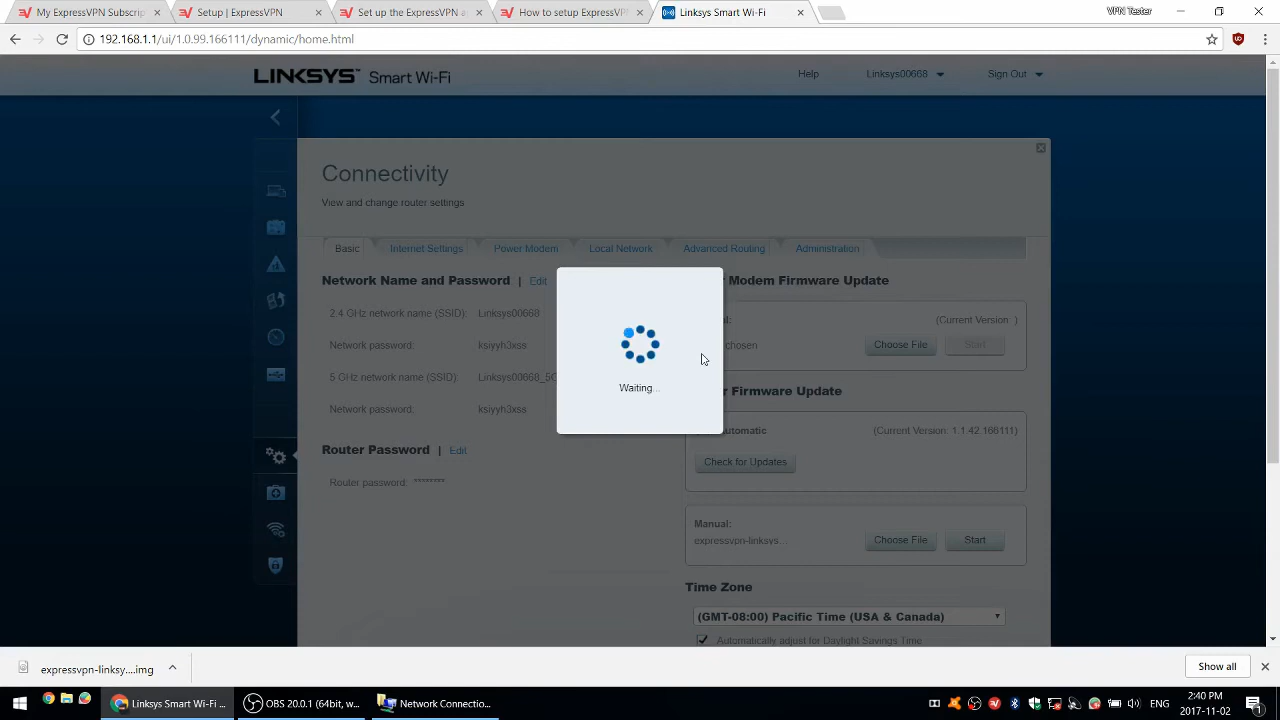 My ExpressVPN Subscrip
Setup | ExpressVPN
Set up the ExpressVPN a
How to setup ExpressVP
Linksys Smart Wi-Fi
VPN Tester
192.168.1.1/ui/1.0.99.166111/dynamic/home.html
LINKSYS™ Smart Wi-Fi
Help
Linksys00668
Sign Out
Connectivity
View and change router settings
Basic
Internet Settings
Power Modem
Local Network
Advanced Routing
Administration
Network Name and Password | Edit
2.4 GHz network name (SSID): Linksys00668
Network password: ksiyyh3xss
5 GHz network name (SSID): Linksys00668_5G
Network password: ksiyyh3xss
Router Password | Edit
Router password: ********
Waiting...
Modem Firmware Update
(Current Version: )
chosen
Choose File
Start
Firmware Update
utomatic
(Current Version: 1.1.42.166111)
Check for Updates
Manual:
expressvpn-linksys...
Choose File
Start
Time Zone
(GMT-08:00) Pacific Time (USA & Canada)
Automatically adjust for Daylight Savings Time
expressvpn-linksy....img
Show all
Linksys Smart Wi-Fi ...
OBS 20.0.1 (64bit, w...
Network Connectio...
ENG
2:40 PM
2017-11-02
1